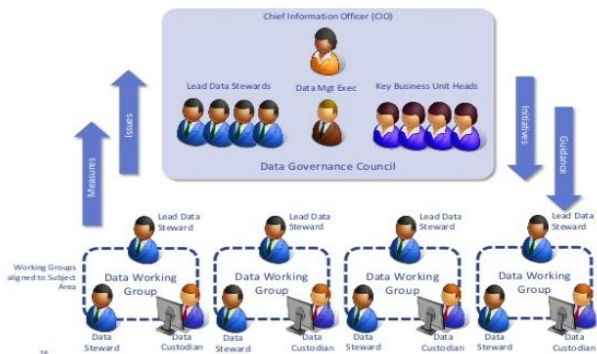 Chief Information Officer (CIO)
Lead Data Stewards
Data Mgt Exec
Key Business Unit Heads
Data Governance Council
Measures
Issues
Initiatives
Guidance
Working Groups
aligned to Subject
Area
Lead Data
Steward
Data Working
Group
Data
Steward
Data
Custodian
Lead Data
Steward
Data Working
Group
Data
Steward
Data
Custodian
Lead Data
Steward
Data Working
Group
Data
Steward
Data
Custodian
Lead Data
Steward
Data Working
Group
Data
Steward
Data
Custodian